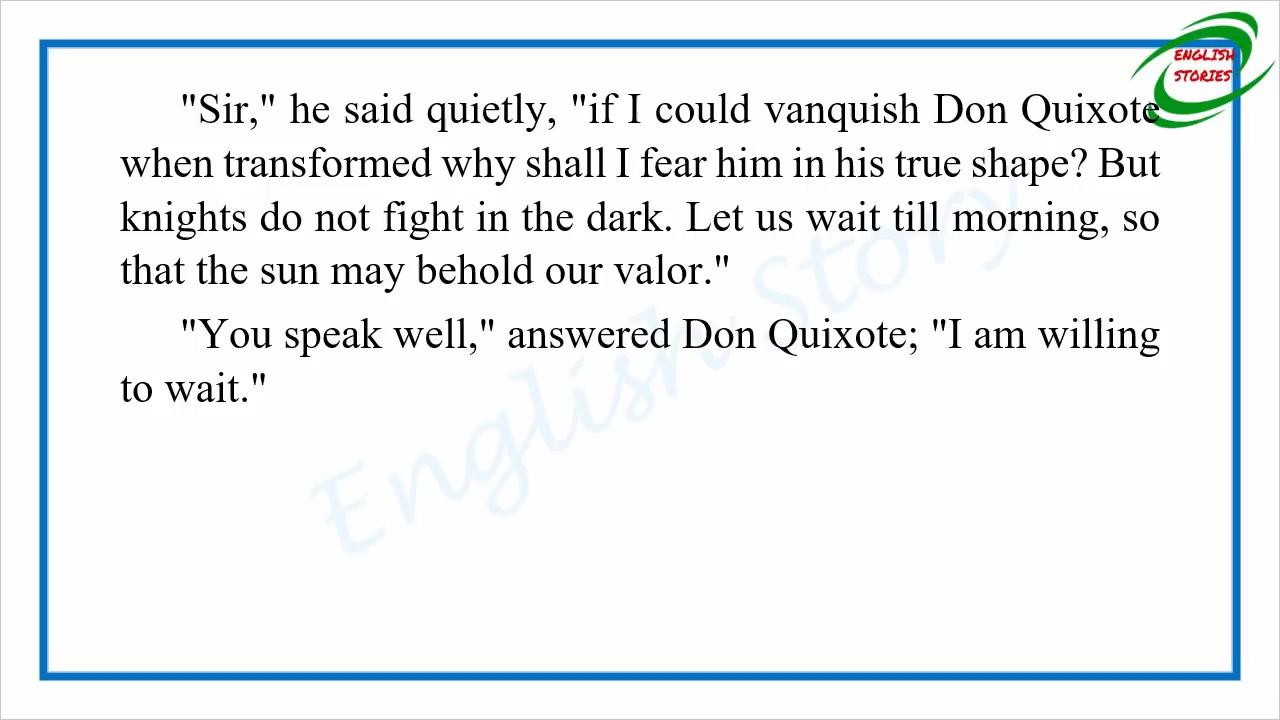 ENGLISH
STORIES
"Sir," he said quietly, "if I could vanquish Don Quixote
when transformed why shall I fear him in his true shape? But
knights do not fight in the dark. Let us wait till morning, so
that the sun may behold our valor."
"You speak well," answered Don Quixote; "I am willing
to wait."
English Story